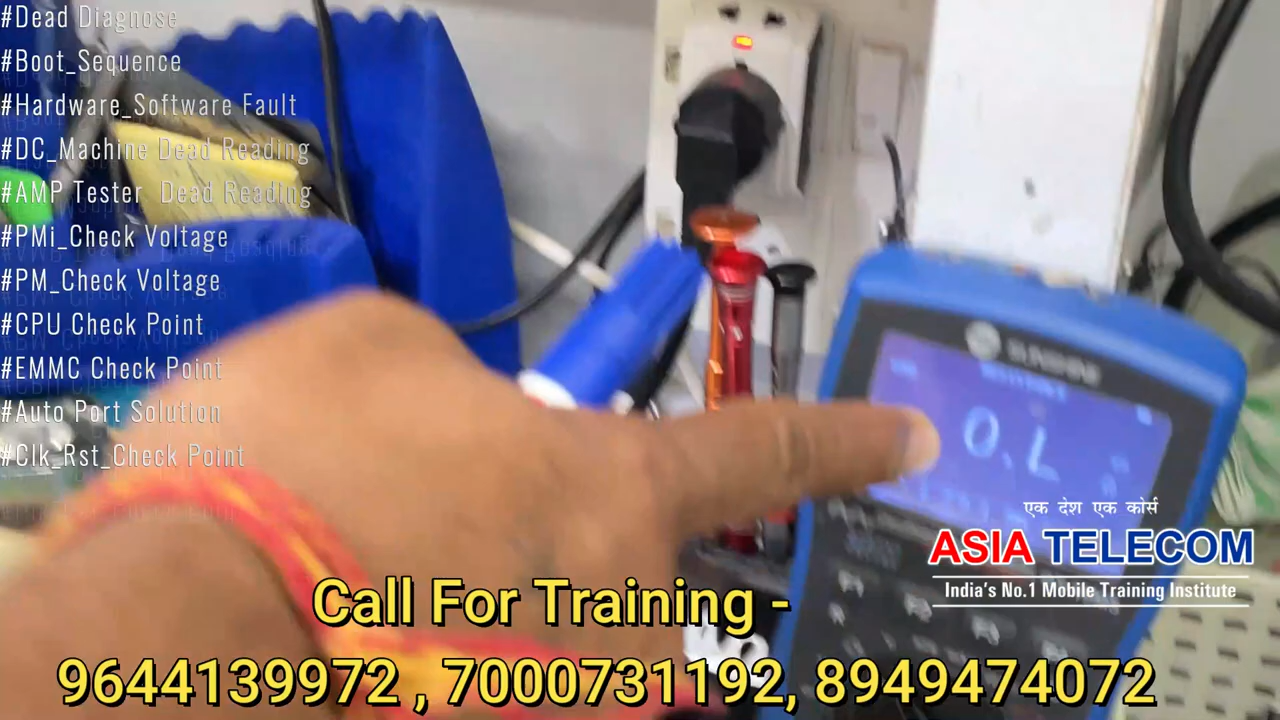 #Dead Diagnose
#Boot_Sequence
#Hardware_Software Fault
#DC_Machine Dead Reading
#AMP Tester Dead Reading
#PMi_Check Voltage
#PM_Check Voltage
#CPU Check Point
#EMMC Check Point
#Auto Port Solution
#Clk_Rst_Check Point
SUNSHINE
O.L
एक देश एक कोर्स
ASIA TELECOM
India's No.1 Mobile Training Institute
Call For Training -
9644139972 , 7000731192, 8949474072